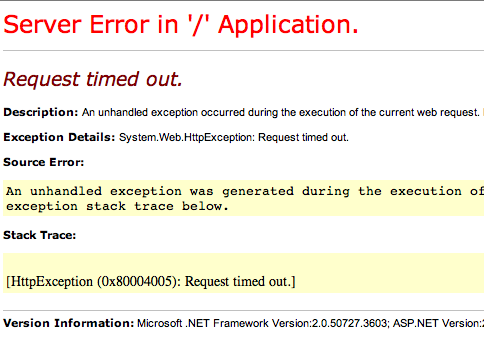 Server Error in '/' Application.
Request timed out.
Description: An unhandled exception occurred during the execution of the current web request.
Exception Details: System.Web.HttpException: Request timed out.
Source Error:
An unhandled exception was generated during the execution of
exception stack trace below.
Stack Trace:
[HttpException (0x80004005): Request timed out.]
Version Information: Microsoft .NET Framework Version:2.0.50727.3603; ASP.NET Version:2